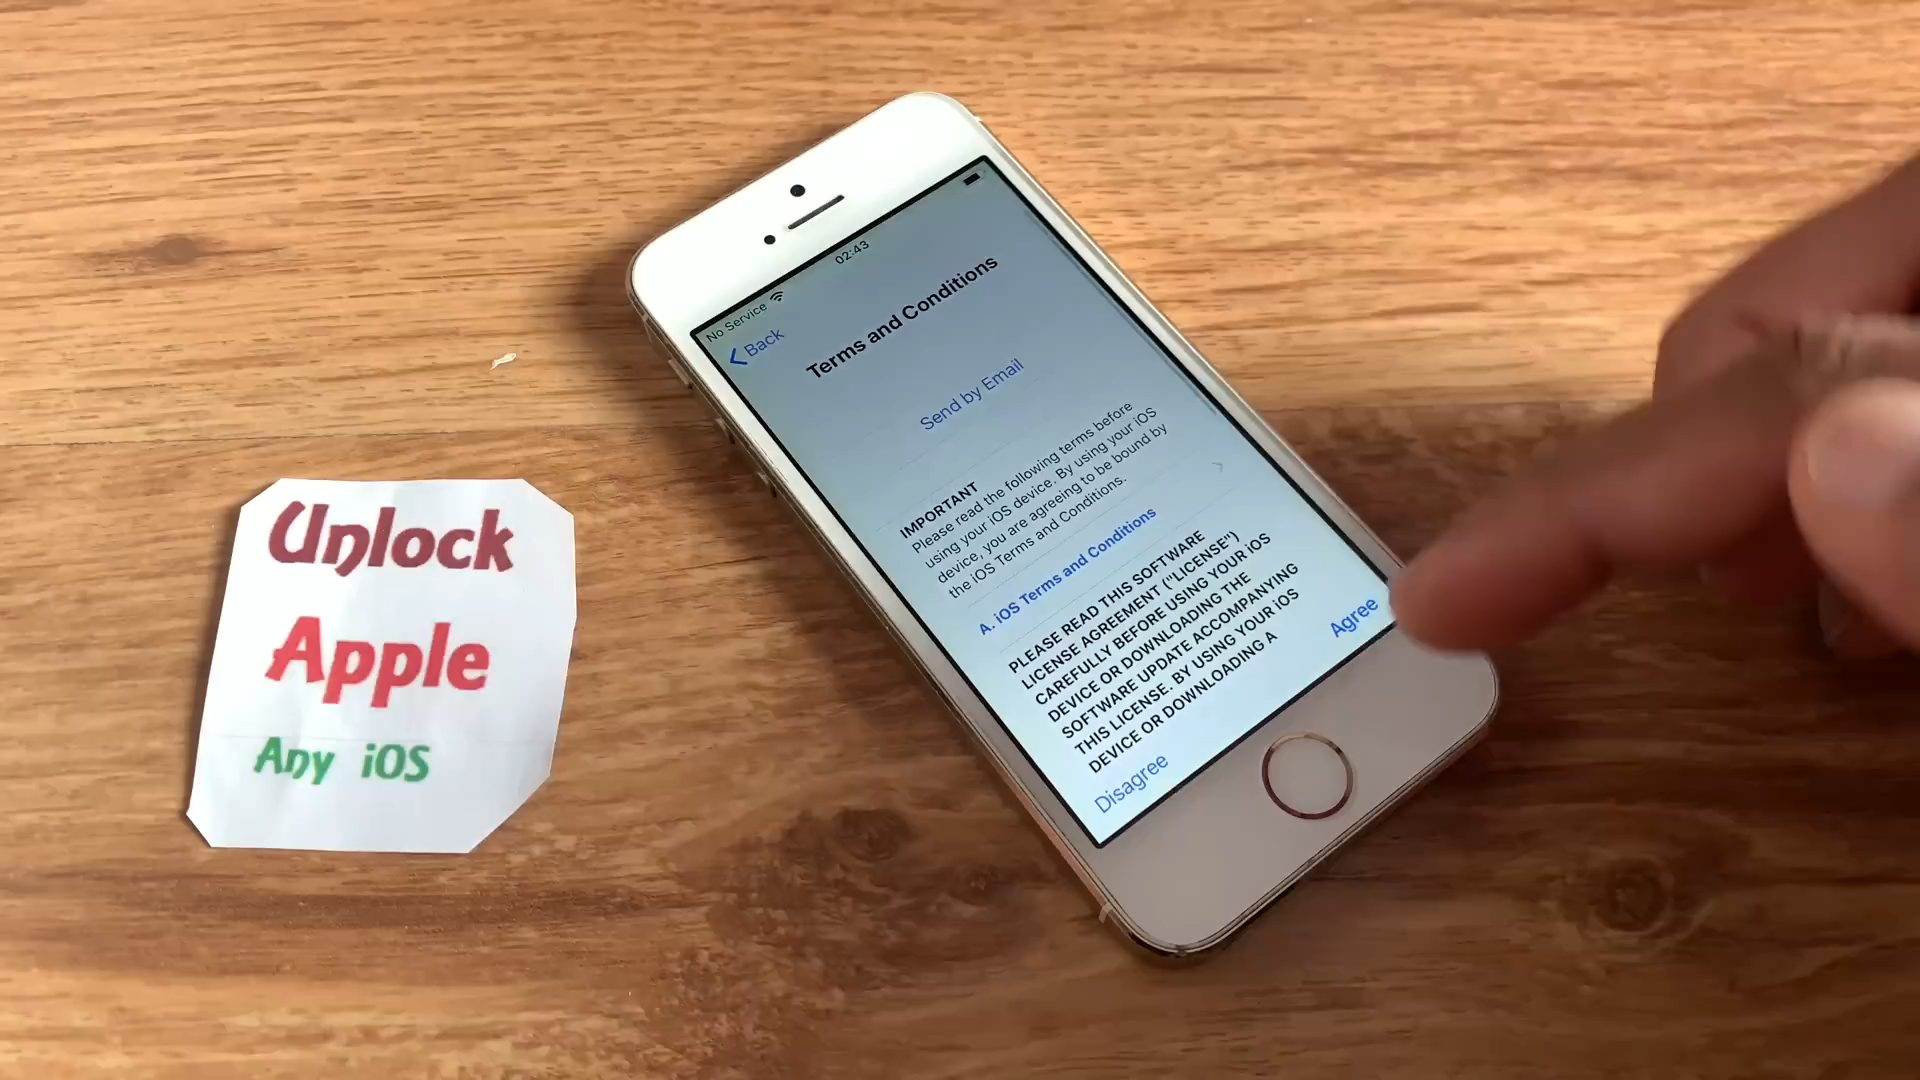 Unlock
Apple
Any iOS
No Service
02:43
Back
Terms and Conditions
Send by Email
IMPORTANT
Please read the following terms before
using your iOS device. By using your iOS
device, you are agreeing to be bound by
the iOS Terms and Conditions.
A. iOS Terms and Conditions
PLEASE READ THIS SOFTWARE
LICENSE AGREEMENT ("LICENSE")
CAREFULLY BEFORE USING YOUR iOS
DEVICE OR DOWNLOADING THE
SOFTWARE UPDATE ACCOMPANYING
THIS LICENSE. BY USING YOUR iOS
DEVICE OR DOWNLOADING A
Disagree
Agree